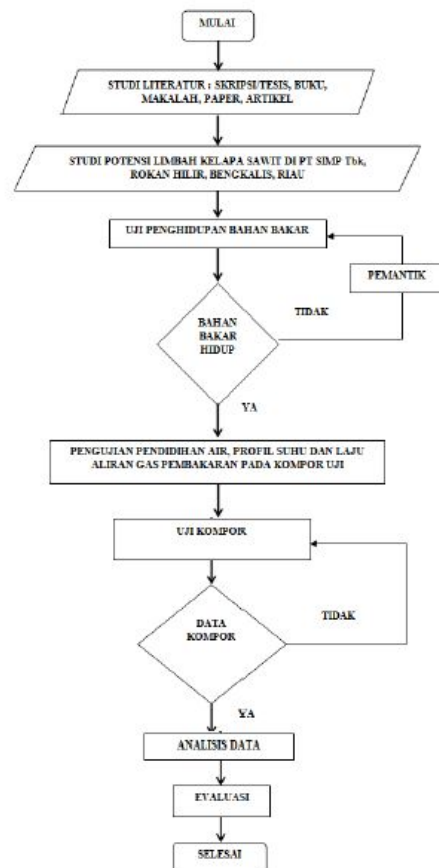 MULAI
STUDI LITERATUR : SKRIPSI/TESIS, BUKU,
MAKALAH, PAPER, ARTIKEL
STUDI POTENSI LIMBAH KELAPA SAWIT DI PT SIMP Tbk,
ROKAN HILIR, BENGKALIS, RIAU
UJI PENGHIDUPAN BAHAN BAKAR
PEMANTIK
TIDAK
BAHAN
BAKAR
HIDUP
YA
PENGUJIAN PENDIDIHAN AIR, PROFIL SUHU DAN LAJU
ALIRAN GAS PEMBAKARAN PADA KOMPOR UJI
UJI KOMPOR
TIDAK
DATA
KOMPOR
YA
ANALISIS DATA
EVALUASI
SELESAI